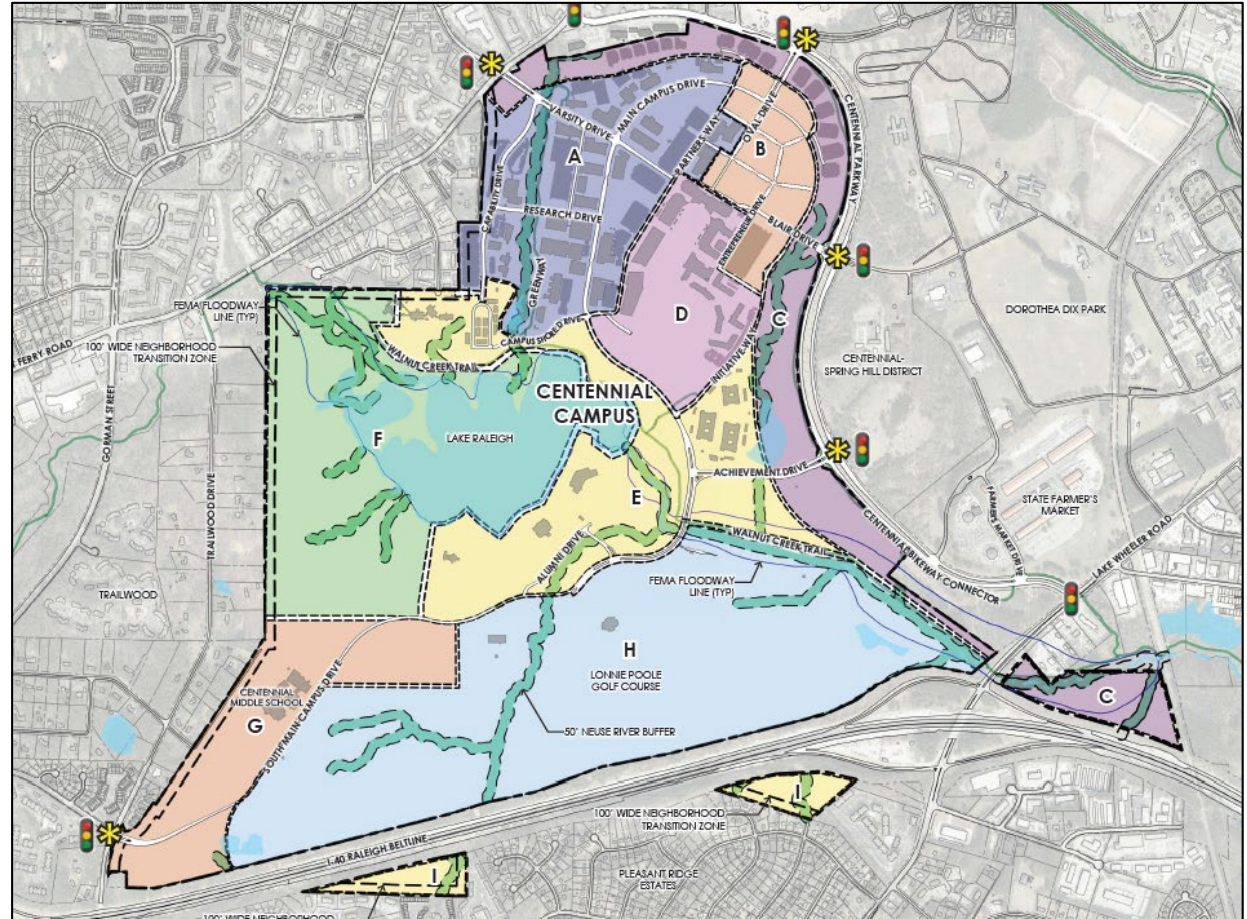 VARSITY DRIVE
MAIN CAMPUS DRIVE
OVAL DRIVE
CENTENNIAL PARKWAY
A
B
PARTNERS WAY
CAPABILITY DRIVE
RESEARCH DRIVE
ENTREPRENEUR DRIVE
BLAIR DRIVE
GREENWAY
FEMA FLOODWAY
LINE (TYP)
FERRY ROAD
100' WIDE NEIGHBORHOOD
TRANSITION ZONE
CAMPUS SHORE DRIVE
D
C
DOROTHEA DIX PARK
WALNUT CREEK TRAIL
INITIATIVE WAY
CENTENNIAL-
SPRING HILL DISTRICT
CENTENNIAL
CAMPUS
GORMAN STREET
F
LAKE RALEIGH
ACHIEVEMENT DRIVE
TRAILWOOD DRIVE
E
FARMER'S MARKET DRIVE
STATE FARMER'S
MARKET
LAKE WHEELER ROAD
ALUMNI DRIVE
WALNUT CREEK TRAIL
CENTENNIAL BIKEWAY CONNECTOR
FEMA FLOODWAY
LINE (TYP)
TRAILWOOD
H
LONNIE POOLE
GOLF COURSE
CENTENNIAL
MIDDLE SCHOOL
G
SOUTH MAIN CAMPUS DRIVE
C
50' NEUSE RIVER BUFFER
I
100' WIDE NEIGHBORHOOD
TRANSITION ZONE
I-40 RALEIGH BELTLINE
I
PLEASANT RIDGE
ESTATES
100' WIDE NEIGHBORHOOD